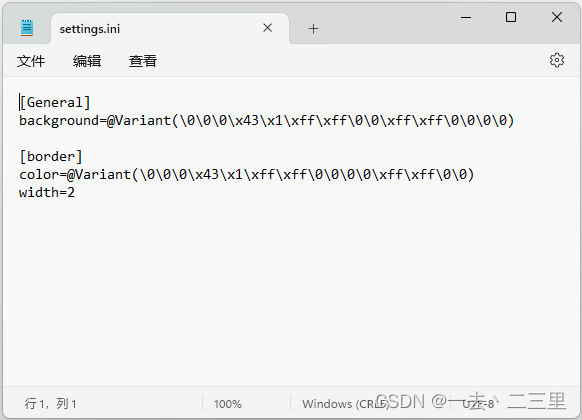 settings.ini
文件 编辑 查看
[General]
background=@Variant(\0\0\0\x43\x1\xff\xff\0\0\xff\xff\0\0\0\0)
[border]
color=@Variant(\0\0\0\x43\x1\xff\xff\0\0\0\0\xff\xff\0\0)
width=2
行 1，列 1 100% Windows (CRLF) UTF-8
CSDN @一去丶二三里